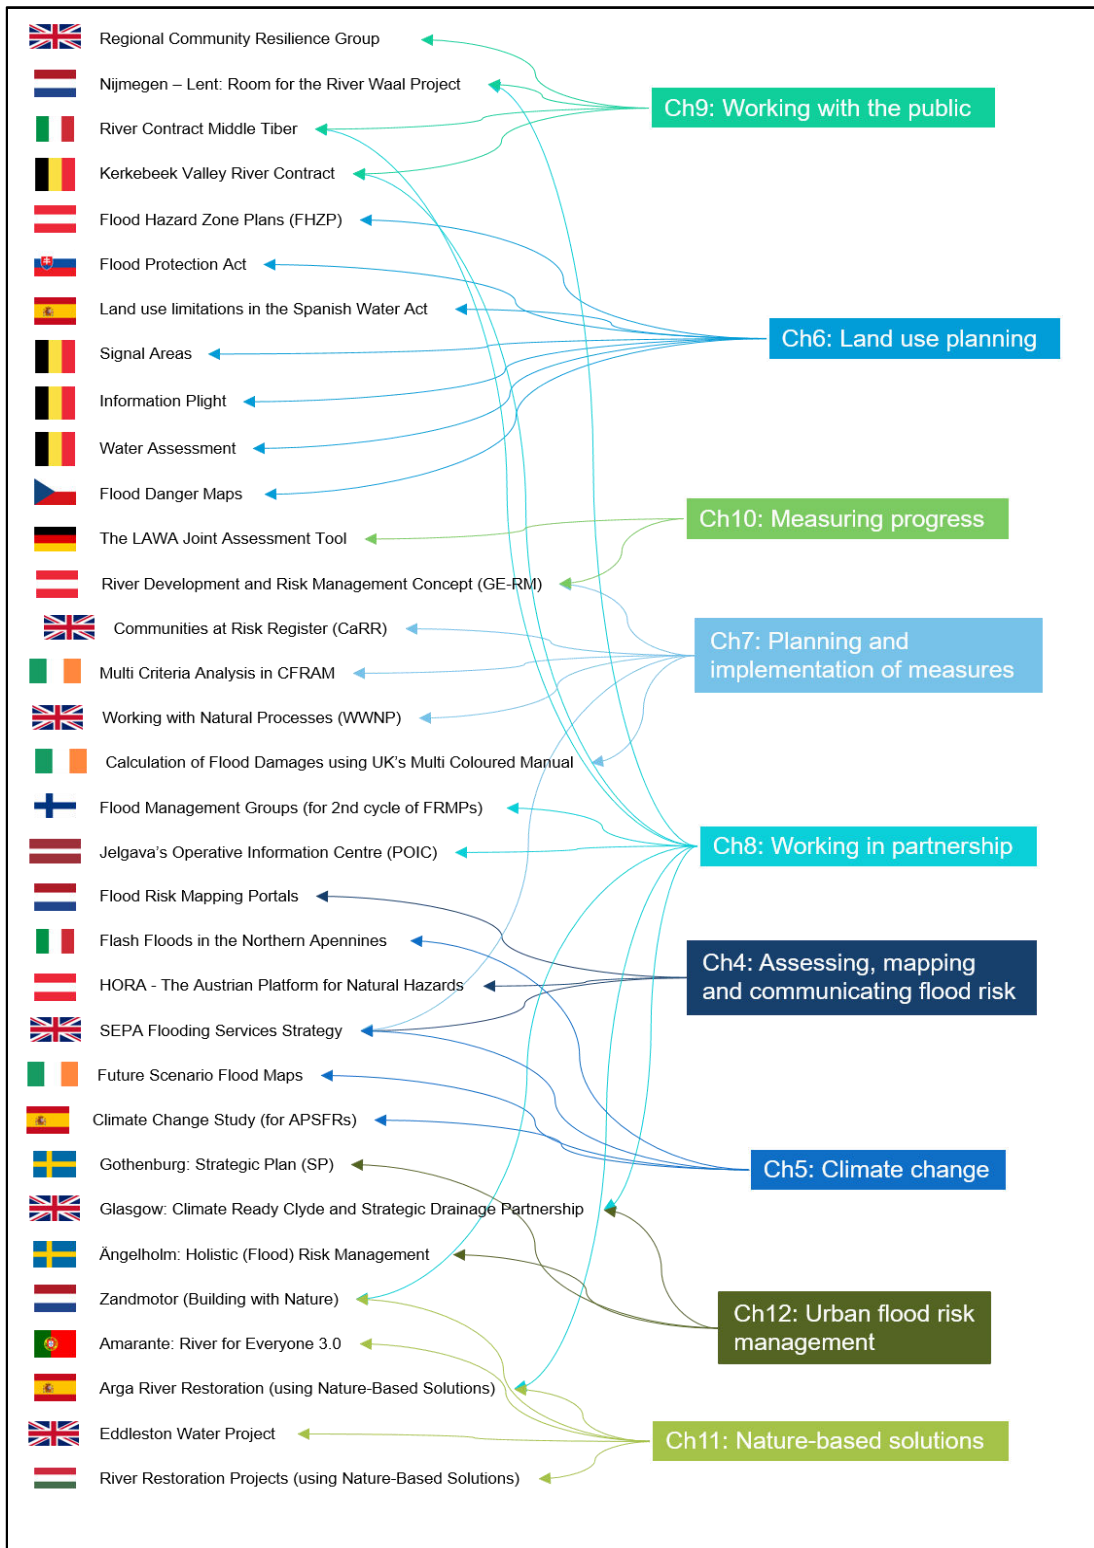 Regional Community Resilience Group
Nijmegen – Lent: Room for the River Waal Project
Ch9: Working with the public
River Contract Middle Tiber
Kerkebeek Valley River Contract
Flood Hazard Zone Plans (FHZP)
Flood Protection Act
Land use limitations in the Spanish Water Act
Ch6: Land use planning
Signal Areas
Information Plight
Water Assessment
Flood Danger Maps
Ch10: Measuring progress
The LAWA Joint Assessment Tool
River Development and Risk Management Concept (GE-RM)
Communities at Risk Register (CaRR)
Ch7: Planning and
implementation of measures
Multi Criteria Analysis in CFRAM
Working with Natural Processes (WWNP)
Calculation of Flood Damages using UK's Multi Coloured Manual
Flood Management Groups (for 2nd cycle of FRMPs)
Ch8: Working in partnership
Jelgava's Operative Information Centre (POIC)
Flood Risk Mapping Portals
Flash Floods in the Northern Apennines
Ch4: Assessing, mapping
and communicating flood risk
HORA - The Austrian Platform for Natural Hazards
SEPA Flooding Services Strategy
Future Scenario Flood Maps
Climate Change Study (for APSFRs)
Gothenburg: Strategic Plan (SP)
Ch5: Climate change
Glasgow: Climate Ready Clyde and Strategic Drainage Partnership
Ängelholm: Holistic (Flood) Risk Management
Zandmotor (Building with Nature)
Ch12: Urban flood risk
management
Amarante: River for Everyone 3.0
Arga River Restoration (using Nature-Based Solutions)
Eddleston Water Project
Ch11: Nature-based solutions
River Restoration Projects (using Nature-Based Solutions)